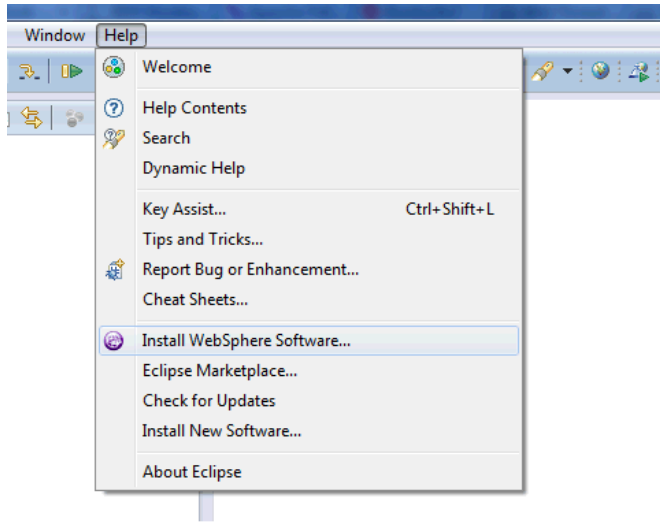 Window Help
Welcome
Help Contents
Search
Dynamic Help
Key Assist... Ctrl+Shift+L
Tips and Tricks...
Report Bug or Enhancement...
Cheat Sheets...
Install WebSphere Software...
Eclipse Marketplace...
Check for Updates
Install New Software...
About Eclipse